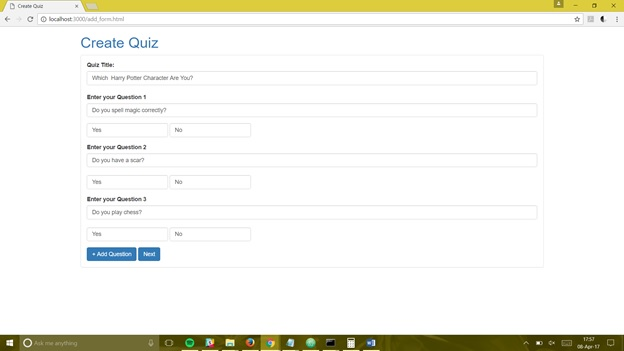 Create Quiz
localhost:3000/add_form.html
Create Quiz
Quiz Title:
Which Harry Potter Character Are You?
Enter your Question 1
Do you spell magic correctly?
Yes No
Enter your Question 2
Do you have a scar?
Yes No
Enter your Question 3
Do you play chess?
Yes No
+ Add Question Next
Ask me anything
17:57
08-Apr-17